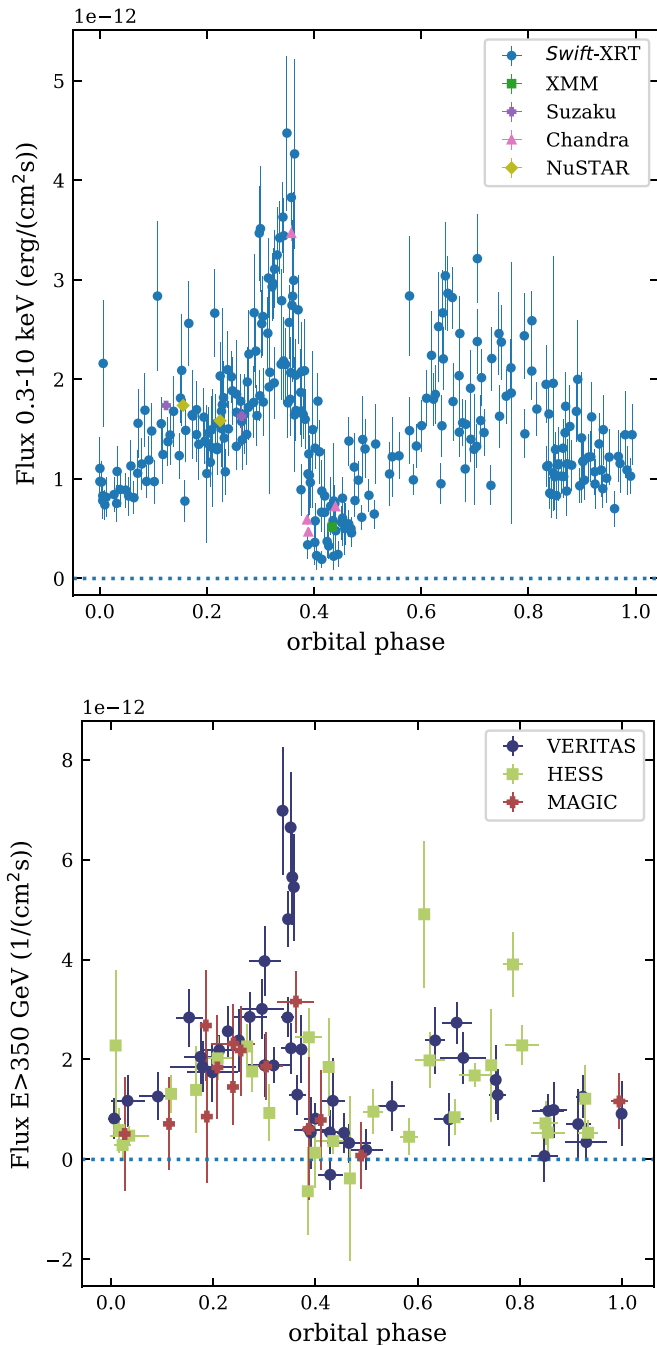 1e−12
Flux 0.3-10 keV (erg/(cm²s))
5
4
3
2
1
0
Swift-XRT
XMM
Suzaku
Chandra
NuSTAR
0.0 0.2 0.4 0.6 0.8 1.0
orbital phase
1e−12
Flux E>350 GeV (1/(cm²s))
8
6
4
2
0
−2
VERITAS
HESS
MAGIC
0.0 0.2 0.4 0.6 0.8 1.0
orbital phase